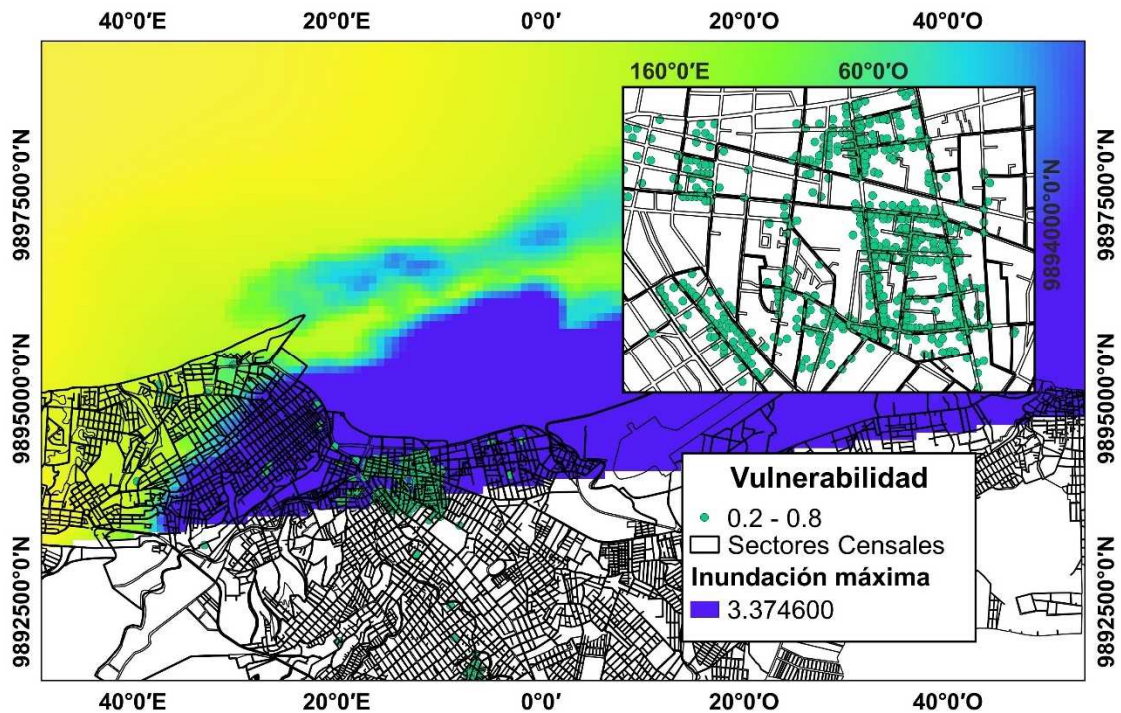 40°0′E 20°0′E 0°0′ 20°0′O 40°0′O
160°0′E 60°0′O
9894000°0′N
9897500°0′N
9897500°0′N
9895000°0′N
9895000°0′N
9892500°0′N
9892500°0′N
Vulnerabilidad
0.2 - 0.8
Sectores Censales
Inundación máxima
3.374600
40°0′E 20°0′E 0°0′ 20°0′O 40°0′O